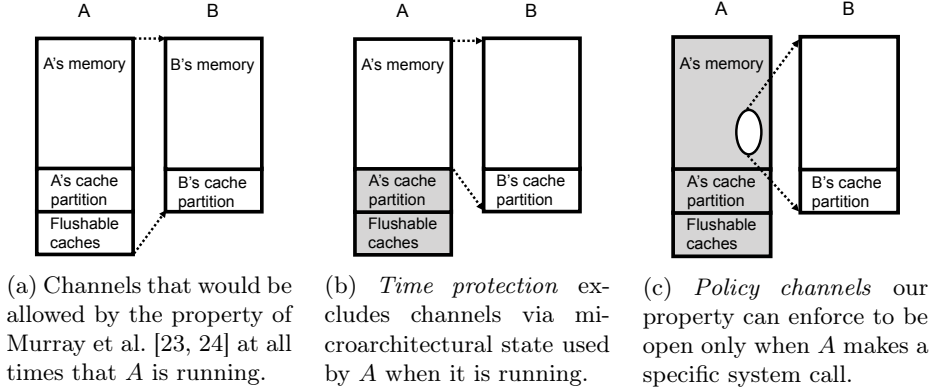 A B A B A B
A's memory B's memory
A's memory
A's memory
A's cache partition B's cache partition
Flushable caches
A's cache partition B's cache partition
Flushable caches
A's cache partition B's cache partition
Flushable caches
(a) Channels that would be
allowed by the property of
Murray et al. [23, 24] at all
times that A is running.
(b) Time protection ex-
cludes channels via mi-
croarchitectural state used
by A when it is running.
(c) Policy channels our
property can enforce to be
open only when A makes a
specific system call.